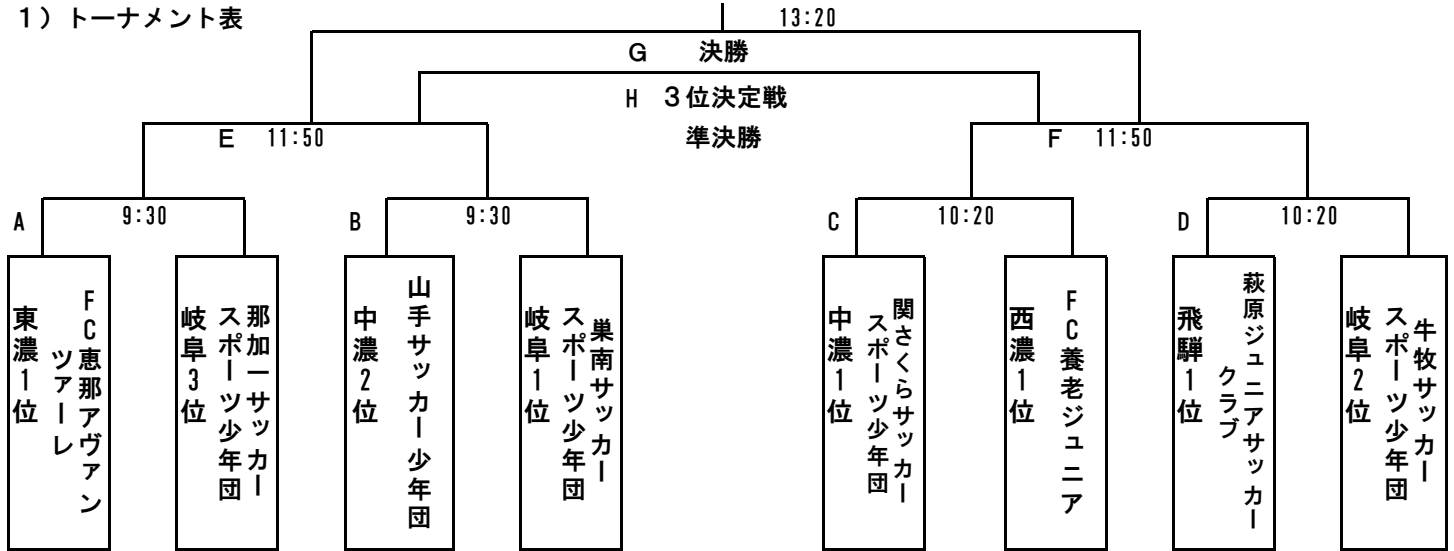 1）トーナメント表
13:20
G 決勝
H 3位決定戦
E 11:50
準決勝
F 11:50
A 9:30
B 9:30
C 10:20
D 10:20
東濃1位
FC恵那アヴァン
ツァーレ
岐阜3位
那加一サッカー
スポーツ少年団
中濃2位
山手サッカー少年団
岐阜1位
巣南サッカー
スポーツ少年団
中濃1位
関さくらサッカー
スポーツ少年団
西濃1位
FC養老ジュニア
飛騨1位
萩原ジュニアサッカー
クラブ
岐阜2位
牛牧サッカー
スポーツ少年団